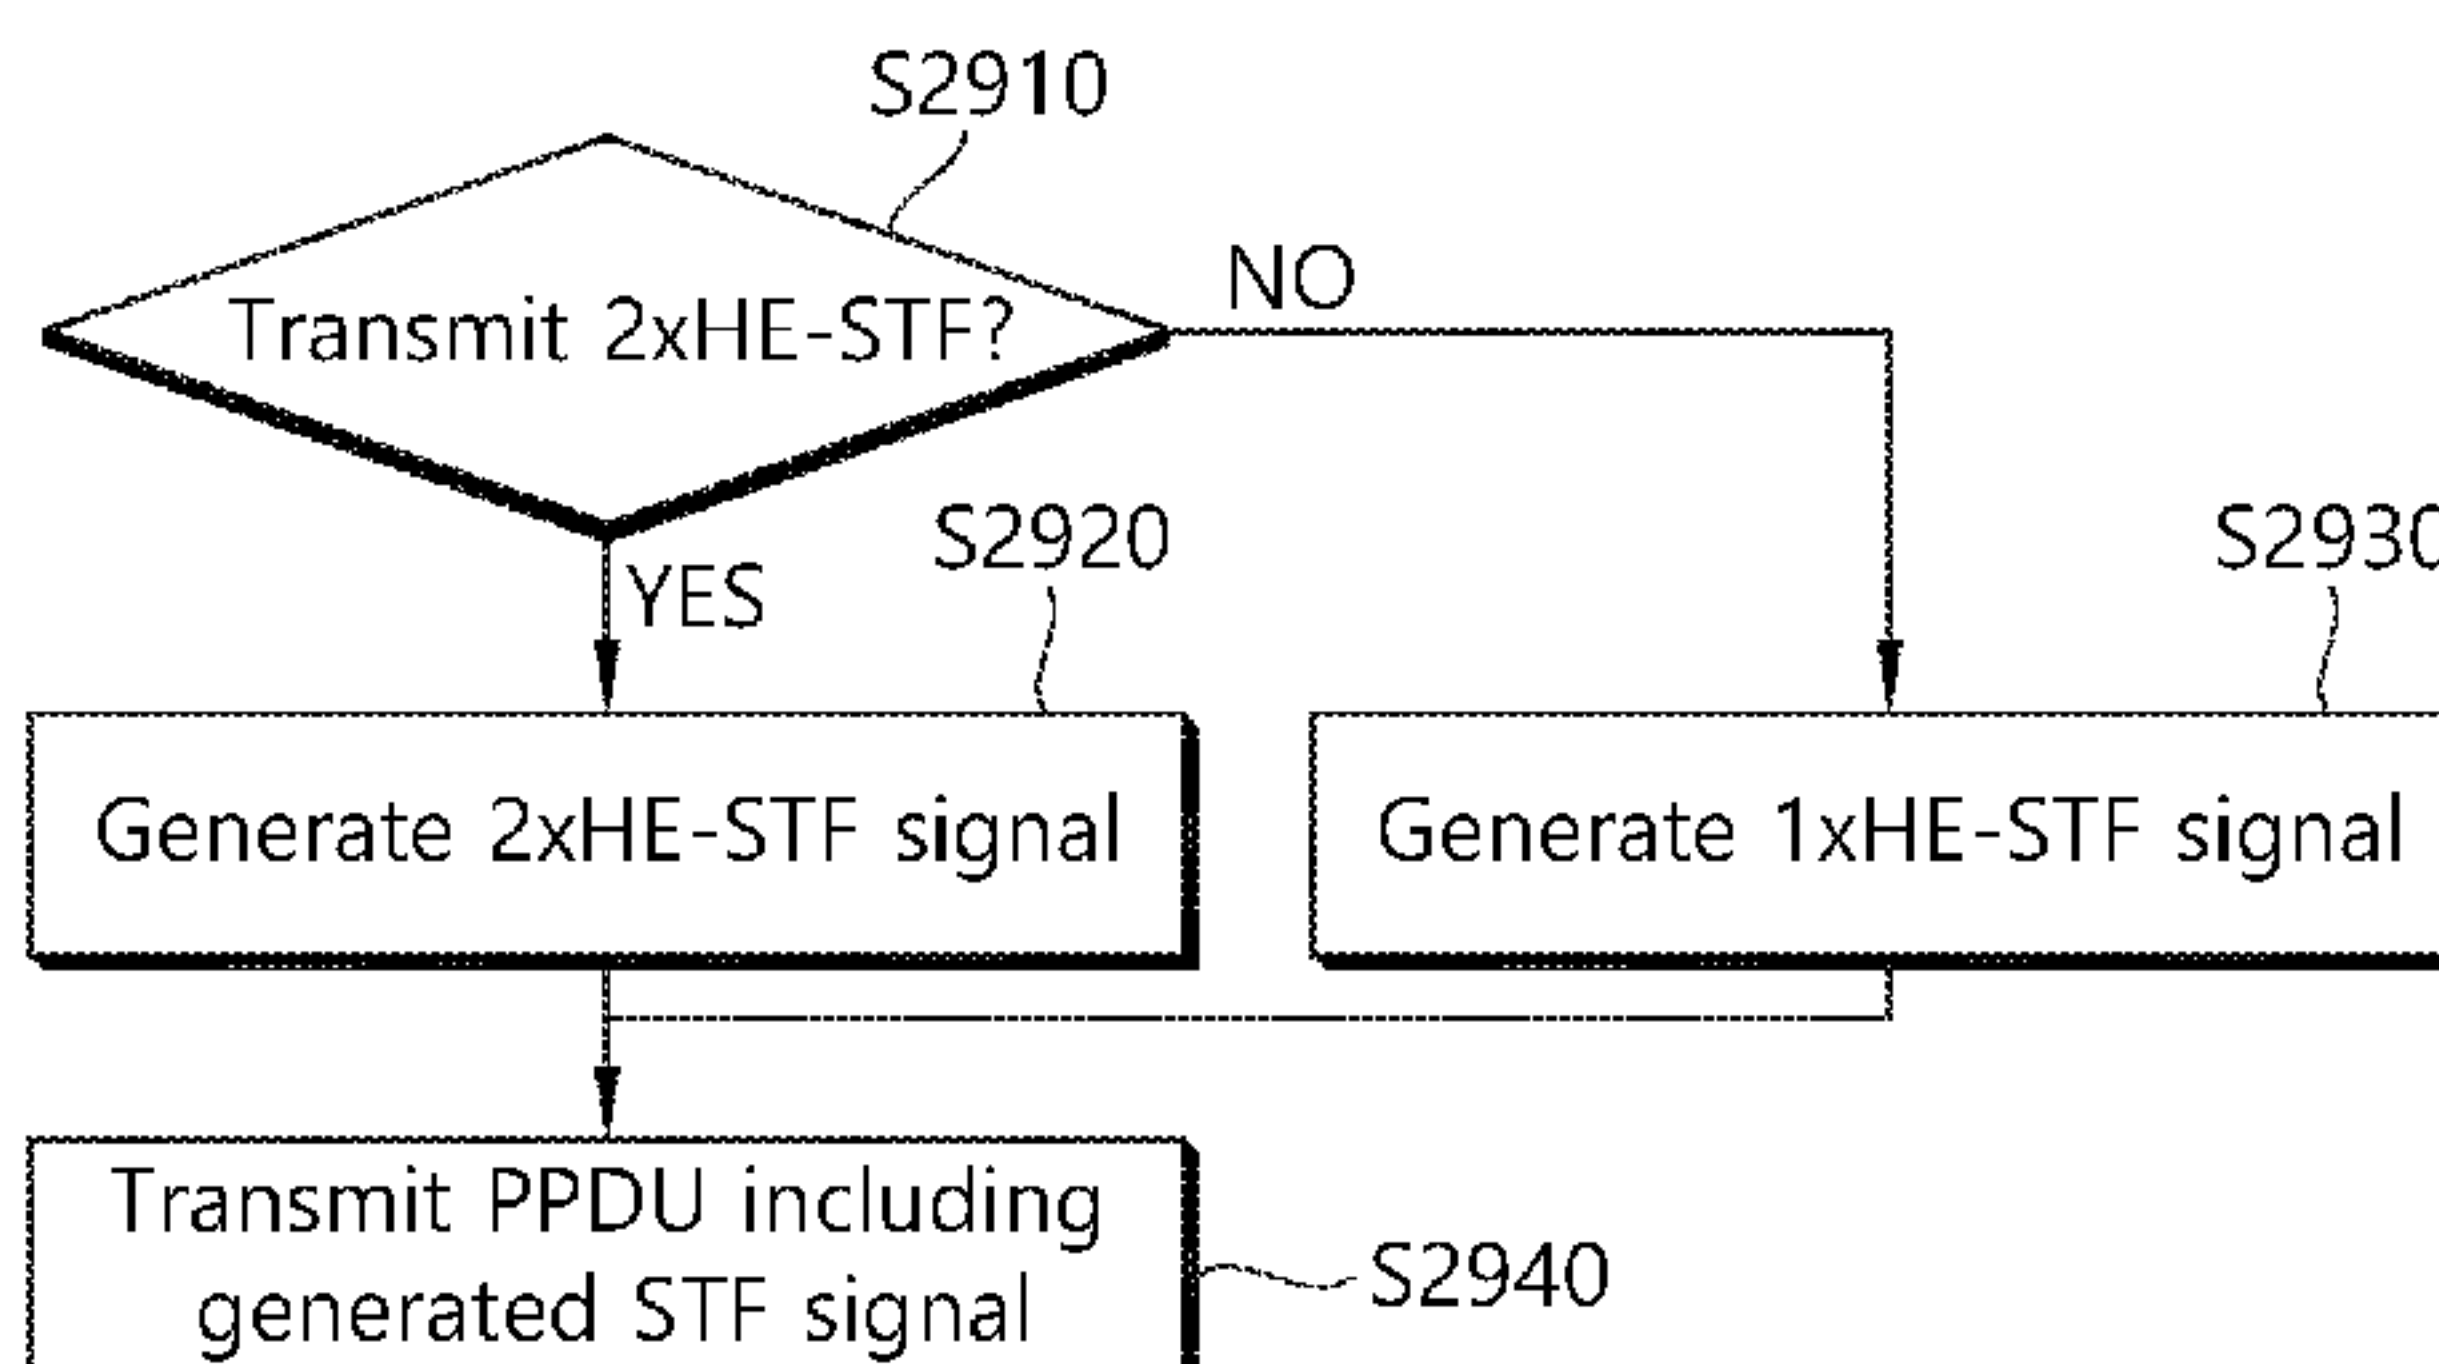 S2910
NO
Transmit 2xHE-STF?
S2920
S2930
YES
Generate 2xHE-STF signal
Generate 1xHE-STF signal
Transmit PPDU including
generated STF signal
S2940